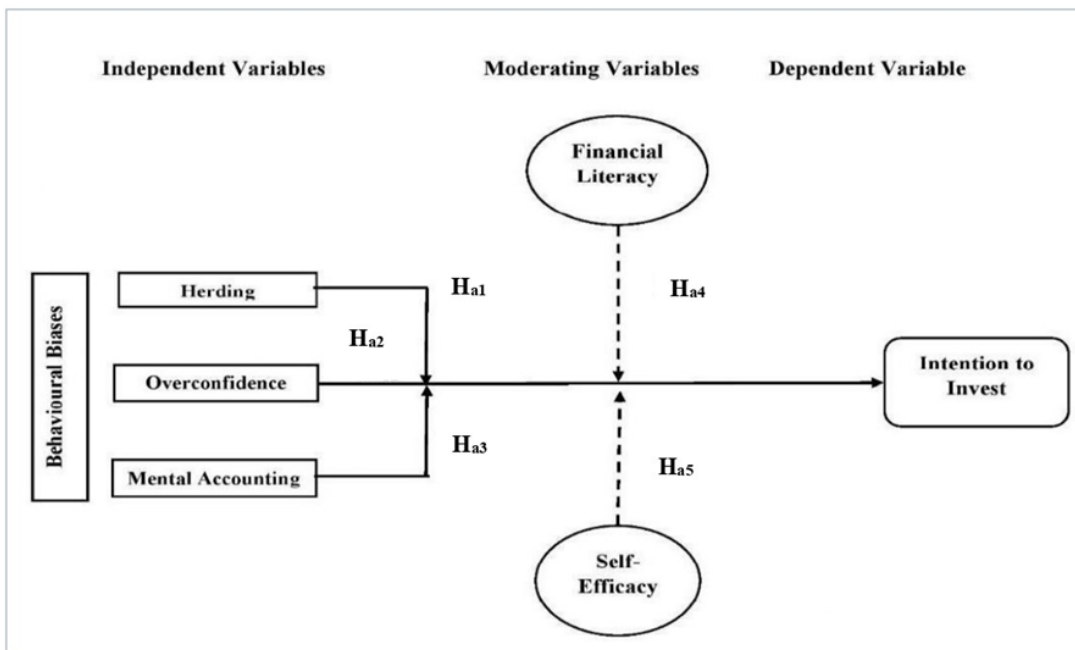 Independent Variables
Moderating Variables
Dependent Variable
Financial
Literacy
Behavioural Biases
Herding
Ha1
Ha4
Ha2
Overconfidence
Intention to
Invest
Ha3
Mental Accounting
Ha5
Self-
Efficacy